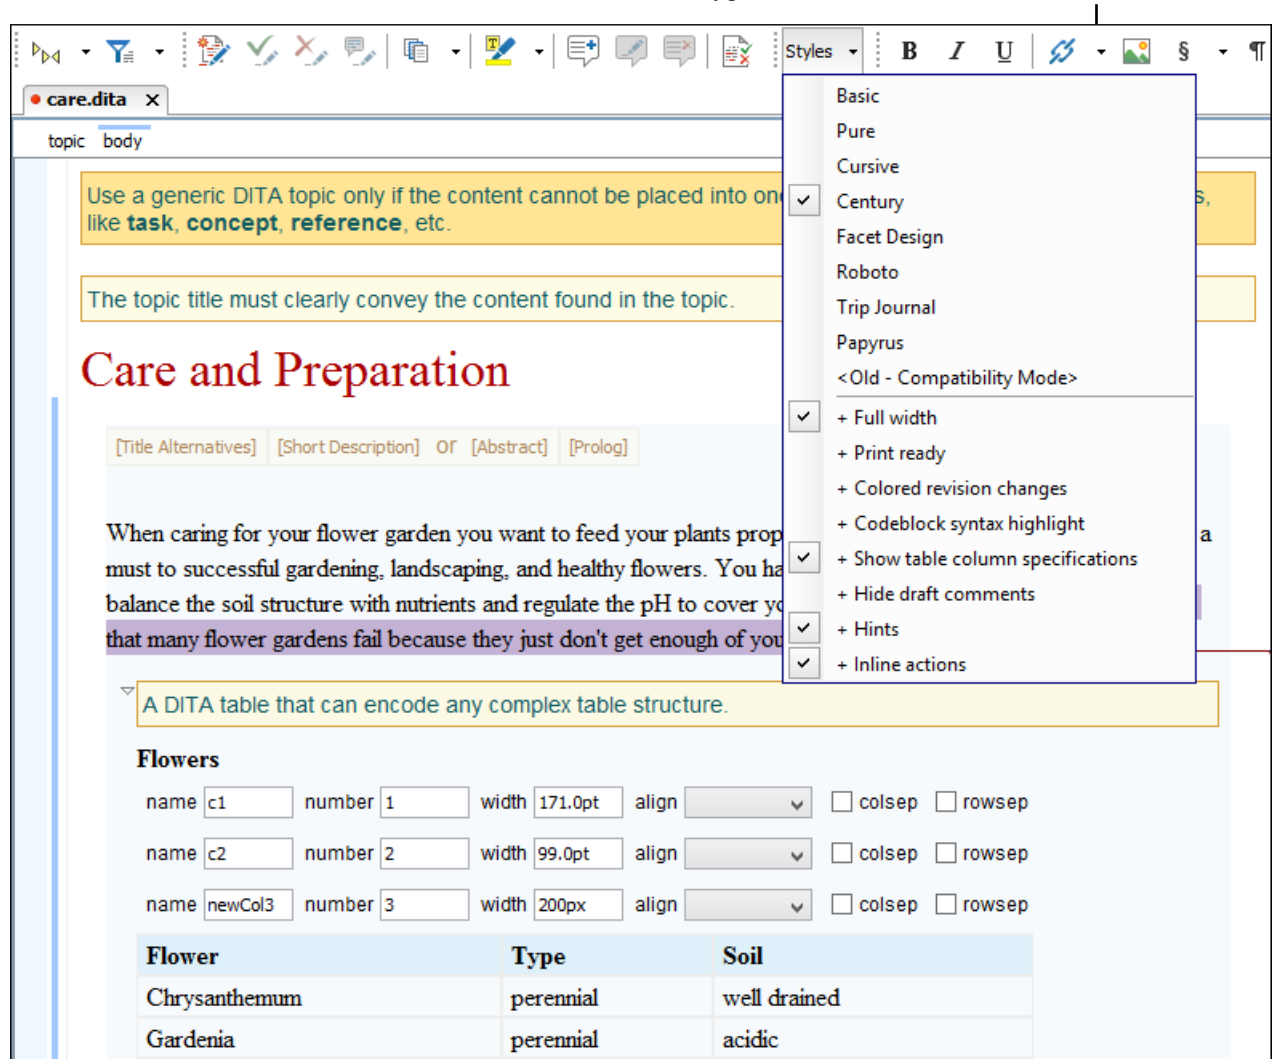 Styles B I U § ¶
care.dita X
topic body
Basic
Pure
Cursive
Century
Facet Design
Roboto
Trip Journal
Papyrus
<Old - Compatibility Mode>
+ Full width
+ Print ready
+ Colored revision changes
+ Codeblock syntax highlight
+ Show table column specifications
+ Hide draft comments
+ Hints
+ Inline actions
Use a generic DITA topic only if the content cannot be placed into s,
like task, concept, reference, etc.
The topic title must clearly convey the content found in the topic.
Care and Preparation
[Title Alternatives] [Short Description] or [Abstract] [Prolog]
When caring for your flower garden you want to feed your plants prop a
must to successful gardening, landscaping, and healthy flowers. You ha
balance the soil structure with nutrients and regulate the pH to cover
that many flower gardens fail because they just don't get enough of you
A DITA table that can encode any complex table structure.
Flowers
name c1 number 1 width 171.0pt align colsep rowsep
name c2 number 2 width 99.0pt align colsep rowsep
name newCol3 number 3 width 200px align colsep rowsep
Flower Type Soil
Chrysanthemum perennial well drained
Gardenia perennial acidic